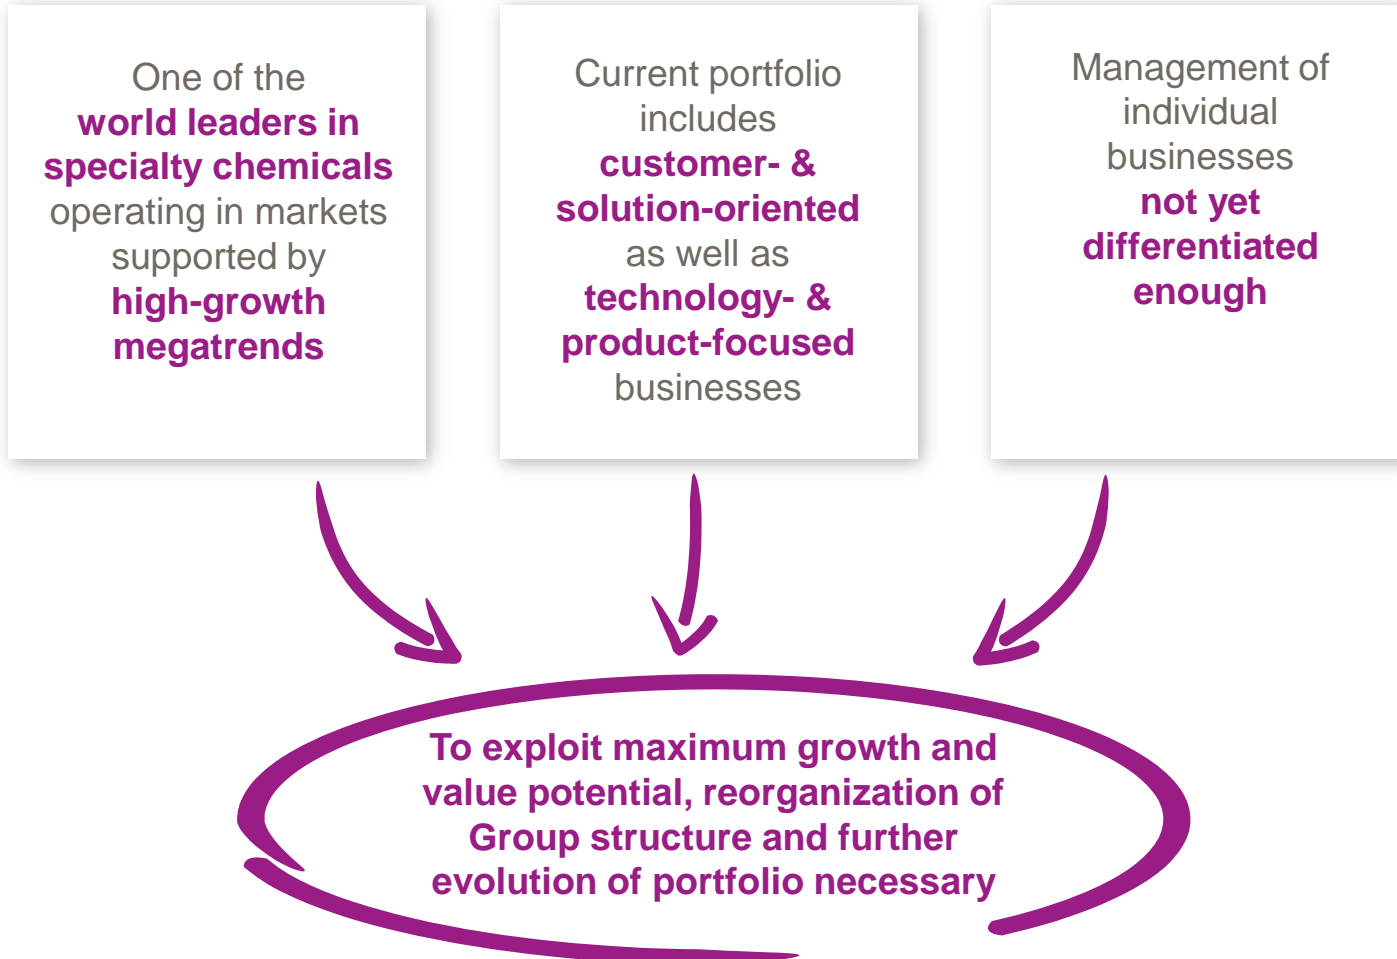 One of the
world leaders in
specialty chemicals
operating in markets
supported by
high-growth
megatrends
Current portfolio
includes
customer- &
solution-oriented
as well as
technology- &
product-focused
businesses
Management of
individual
businesses
not yet
differentiated
enough
To exploit maximum growth and
value potential, reorganization of
Group structure and further
evolution of portfolio necessary